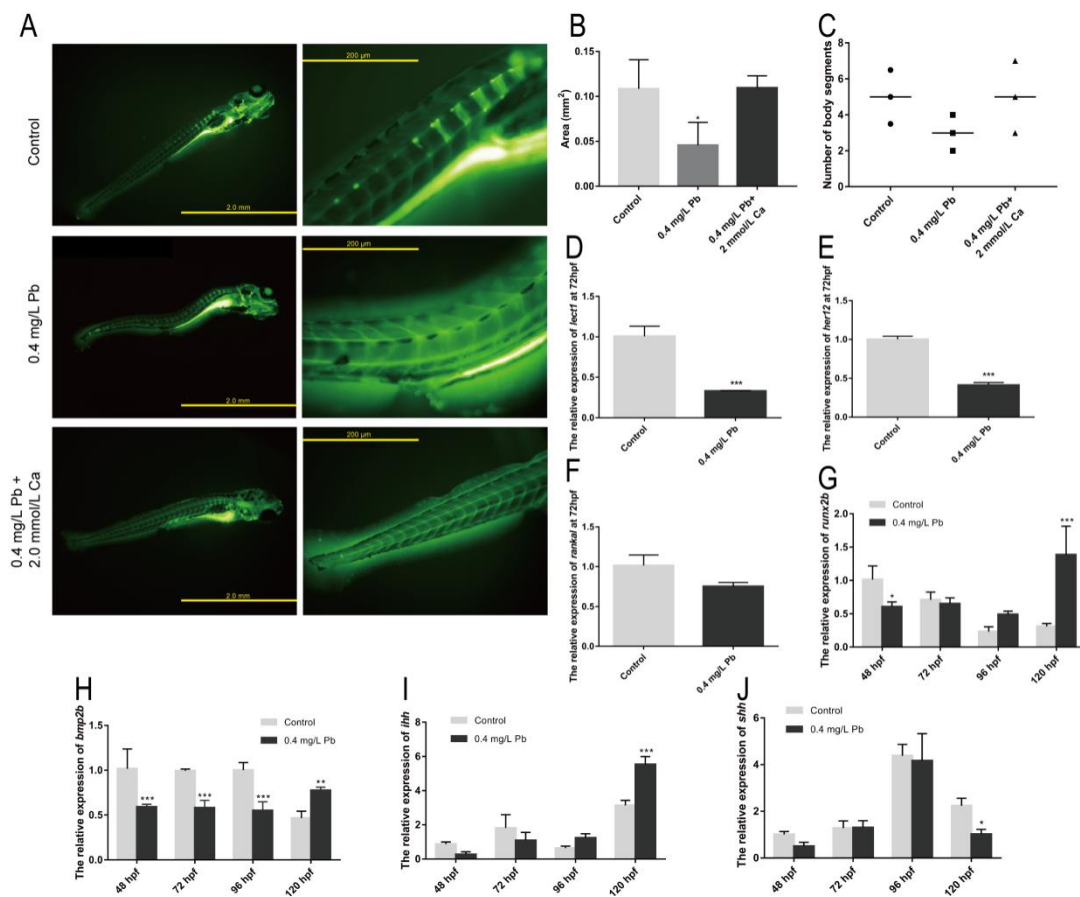 A
Control
200 µm
2.0 mm
0.4 mg/L Pb
200 µm
2.0 mm
0.4 mg/L Pb +
2.0 mmol/L Ca
200 µm
2.0 mm
B
Area (mm²)
0.15
0.10
0.05
0.00
*
Control
0.4 mg/L Pb
0.4 mg/L Pb+
2 mmol/L Ca
C
Number of body segments
8
6
4
2
0
Control
0.4 mg/L Pb
0.4 mg/L Pb+
2 mmol/L Ca
D
The relative expression of lect1 at 72hpf
1.5
1.0
0.5
0.0
***
Control
0.4 mg/L Pb
E
The relative expression of her12 at 72hpf
1.5
1.0
0.5
0.0
***
Control
0.4 mg/L Pb
F
The relative expression of rankal at 72hpf
1.5
1.0
0.5
0.0
Control
0.4 mg/L Pb
G
The relative expression of runx2b
Control
0.4 mg/L Pb
2.0
1.5
1.0
0.5
0.0
*
***
48 hpf
72 hpf
96 hpf
120 hpf
H
The relative expression of bmp2b
Control
0.4 mg/L Pb
1.5
1.0
0.5
0.0
***
***
***
**
48 hpf
72 hpf
96 hpf
120 hpf
I
The relative expression of ihh
Control
0.4 mg/L Pb
8
6
4
2
0
***
48 hpf
72 hpf
96 hpf
120 hpf
J
The relative expression of shh
Control
0.4 mg/L Pb
8
6
4
2
0
*
48 hpf
72 hpf
96 hpf
120 hpf